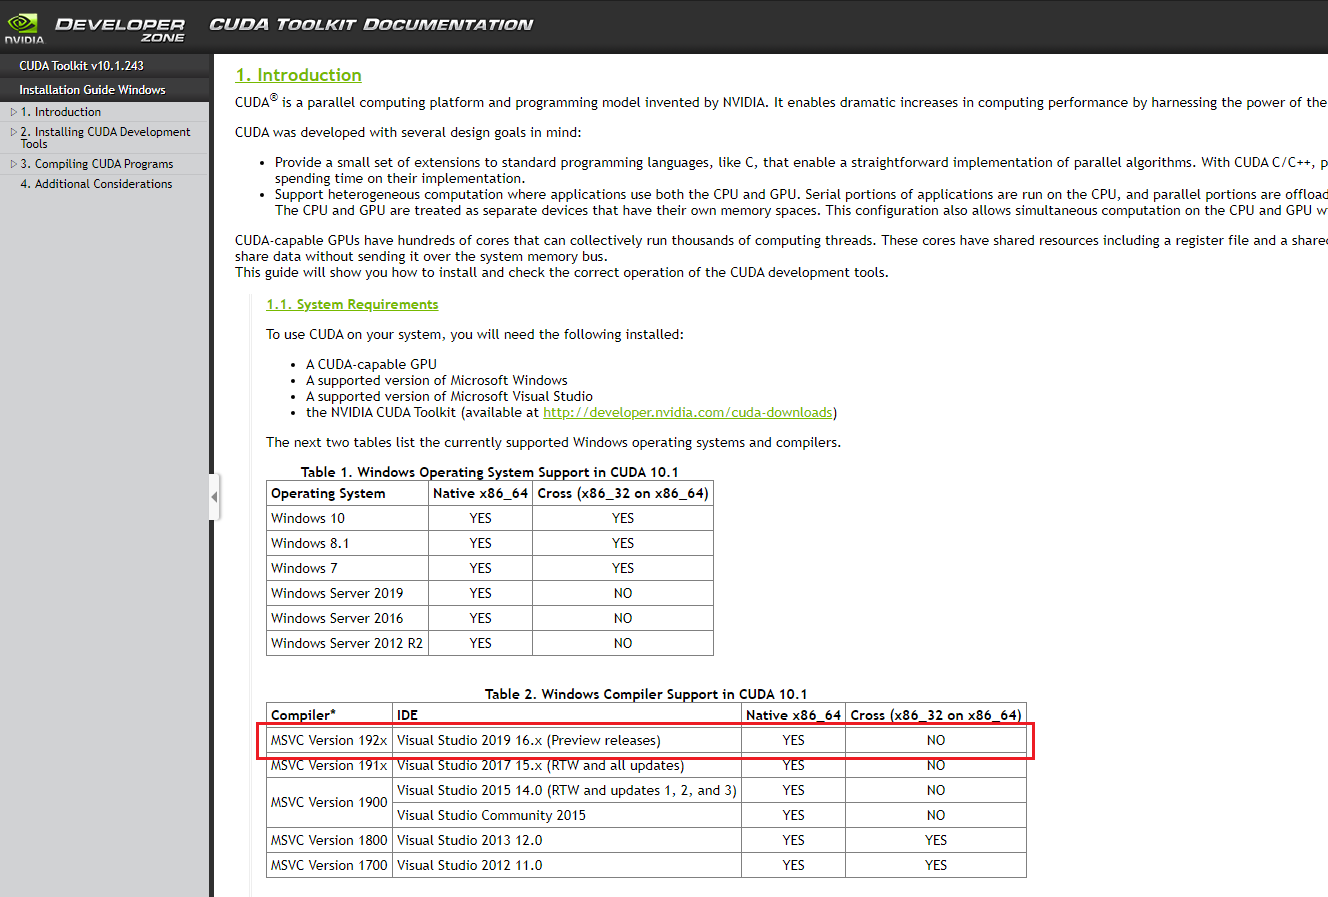 NVIDIA
DEVELOPER
ZONE
CUDA TOOLKIT DOCUMENTATION
CUDA Toolkit v10.1.243
Installation Guide Windows
1. Introduction
2. Installing CUDA Development
Tools
3. Compiling CUDA Programs
4. Additional Considerations
1. Introduction
CUDA® is a parallel computing platform and programming model invented by NVIDIA. It enables dramatic increases in computing performance by harnessing the power of the
CUDA was developed with several design goals in mind:
• Provide a small set of extensions to standard programming languages, like C, that enable a straightforward implementation of parallel algorithms. With CUDA C/C++, p
spending time on their implementation.
• Support heterogeneous computation where applications use both the CPU and GPU. Serial portions of applications are run on the CPU, and parallel portions are offload
The CPU and GPU are treated as separate devices that have their own memory spaces. This configuration also allows simultaneous computation on the CPU and GPU w
CUDA-capable GPUs have hundreds of cores that can collectively run thousands of computing threads. These cores have shared resources including a register file and a share
share data without sending it over the system memory bus.
This guide will show you how to install and check the correct operation of the CUDA development tools.
1.1. System Requirements
To use CUDA on your system, you will need the following installed:
• A CUDA-capable GPU
• A supported version of Microsoft Windows
• A supported version of Microsoft Visual Studio
• the NVIDIA CUDA Toolkit (available at http://developer.nvidia.com/cuda-downloads)
The next two tables list the currently supported Windows operating systems and compilers.
Table 1. Windows Operating System Support in CUDA 10.1
Operating System Native x86_64 Cross (x86_32 on x86_64)
Windows 10 YES YES
Windows 8.1 YES YES
Windows 7 YES YES
Windows Server 2019 YES NO
Windows Server 2016 YES NO
Windows Server 2012 R2 YES NO
Table 2. Windows Compiler Support in CUDA 10.1
Compiler* IDE Native x86_64 Cross (x86_32 on x86_64)
MSVC Version 192x Visual Studio 2019 16.x (Preview releases) YES NO
MSVC Version 191x Visual Studio 2017 15.x (RTW and all updates) YES NO
MSVC Version 1900 Visual Studio 2015 14.0 (RTW and updates 1, 2, and 3) YES NO
Visual Studio Community 2015 YES NO
MSVC Version 1800 Visual Studio 2013 12.0 YES YES
MSVC Version 1700 Visual Studio 2012 11.0 YES YES